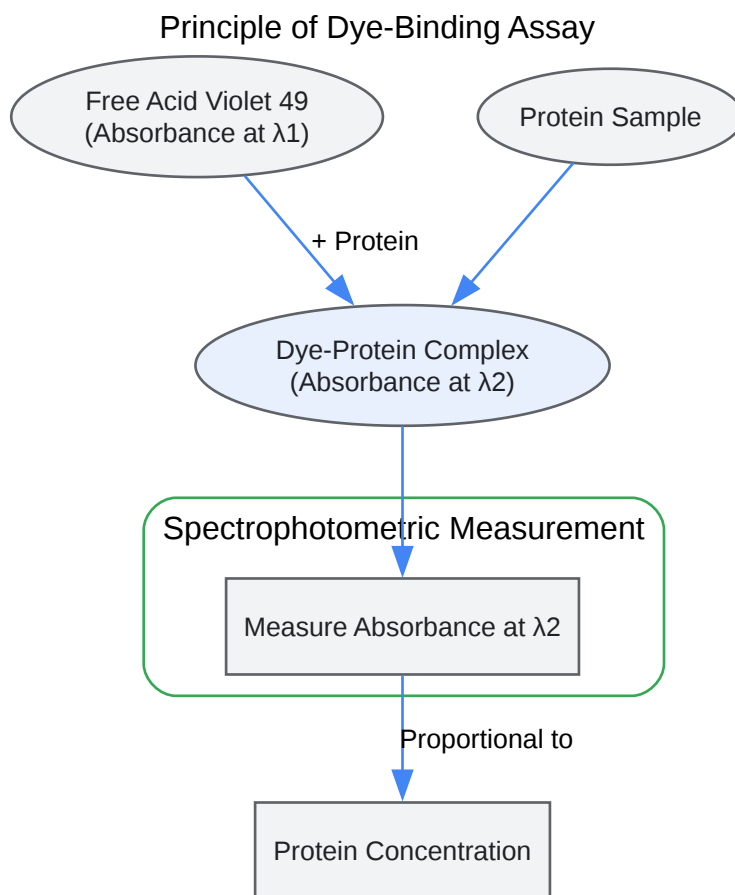 Principle of Dye-Binding Assay
Free Acid Violet 49
(Absorbance at λ1)
Protein Sample
+ Protein
Dye-Protein Complex
(Absorbance at λ2)
Spectrophotometric Measurement
Measure Absorbance at λ2
Proportional to
Protein Concentration